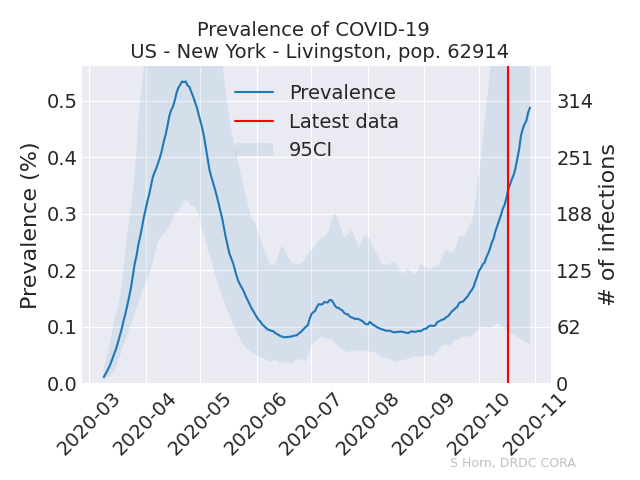 Prevalence of COVID-19
US - New York - Livingston, pop. 62914
Prevalence
Latest data
95CI
Prevalence (%)
0.5
0.4
0.3
0.2
0.1
0.0
314
251
188
125
62
0
# of infections
2020-03
2020-04
2020-05
2020-06
2020-07
2020-08
2020-09
2020-10
2020-11
S Horn, DRDC CORA